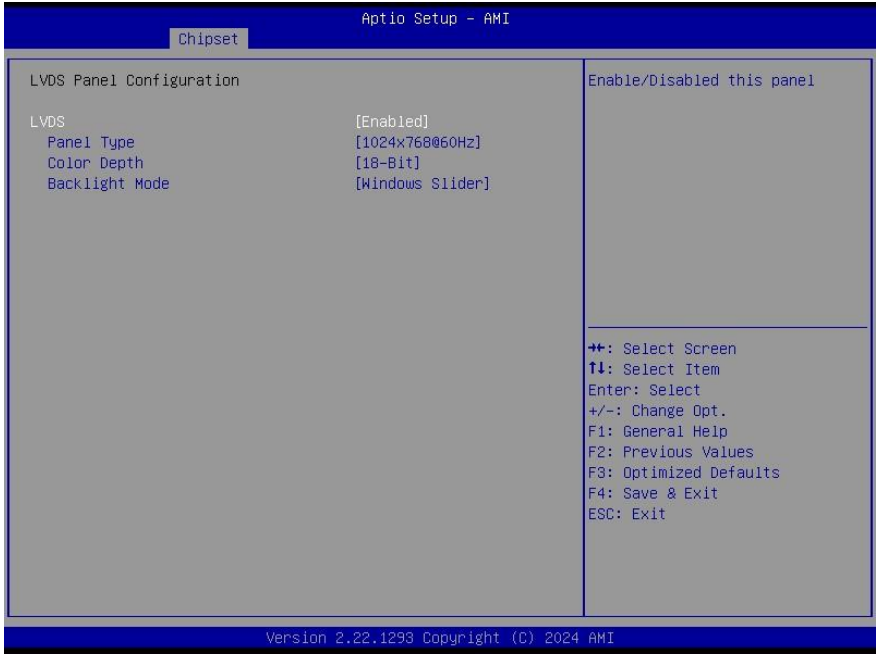 Aptio Setup - AMI
Chipset
LVDS Panel Configuration
LVDS [Enabled]
Panel Type [1024x768@60Hz]
Color Depth [18-Bit]
Backlight Mode [Windows Slider]
Enable/Disabled this panel
→←: Select Screen
↑↓: Select Item
Enter: Select
+/-: Change Opt.
F1: General Help
F2: Previous Values
F3: Optimized Defaults
F4: Save & Exit
ESC: Exit
Version 2.22.1293 Copyright (C) 2024 AMI